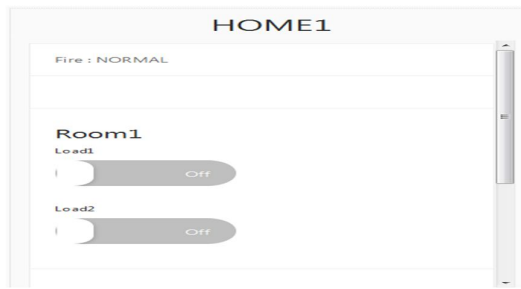 HOME1
Fire : NORMAL
Room1
Load1
Off
Load2
Off